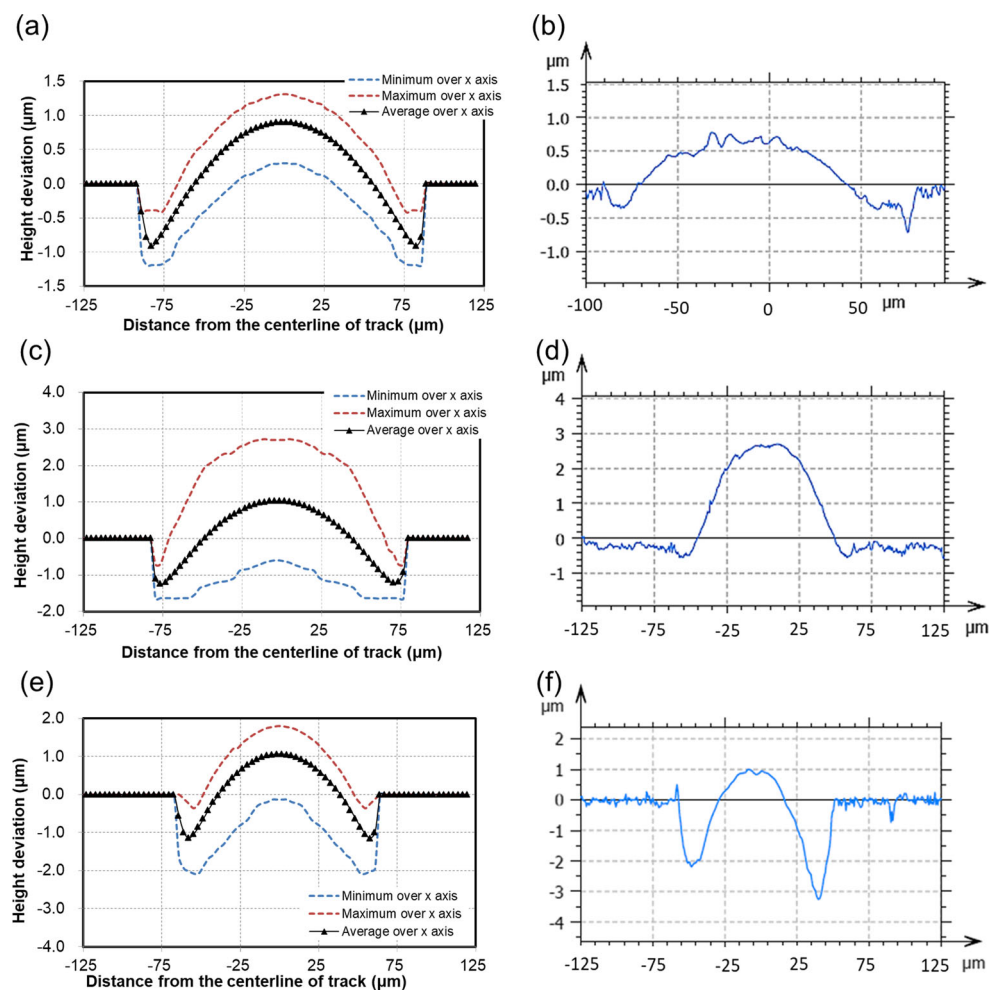 (a)
(b)
µm
1.5
1.0
0.5
0.0
-0.5
-1.0
-1.5
Height deviation (µm)
Minimum over x axis
Maximum over x axis
Average over x axis
-125 -75 -25 25 75 125
Distance from the centerline of track (µm)
1.5
1.0
0.5
0.0
0.5
1.0
-100 -50 0 50 µm
(c)
(d)
µm
4.0
3.0
2.0
1.0
0.0
-1.0
-2.0
Height deviation (µm)
Minimum over x axis
Maximum over x axis
Average over x axis
-125 -75 -25 25 75 125
Distance from the centerline of track (µm)
4
3
2
1
0
-1
-125 -75 -25 25 75 125 µm
(e)
(f)
µm
2.0
1.0
0.0
-1.0
-2.0
-3.0
-4.0
Height deviation (µm)
Minimum over x axis
Maximum over x axis
Average over x axis
-125 -75 -25 25 75 125
Distance from the centerline of track (µm)
2
1
0
-1
-2
-3
-4
-125 -75 -25 25 75 125 µm